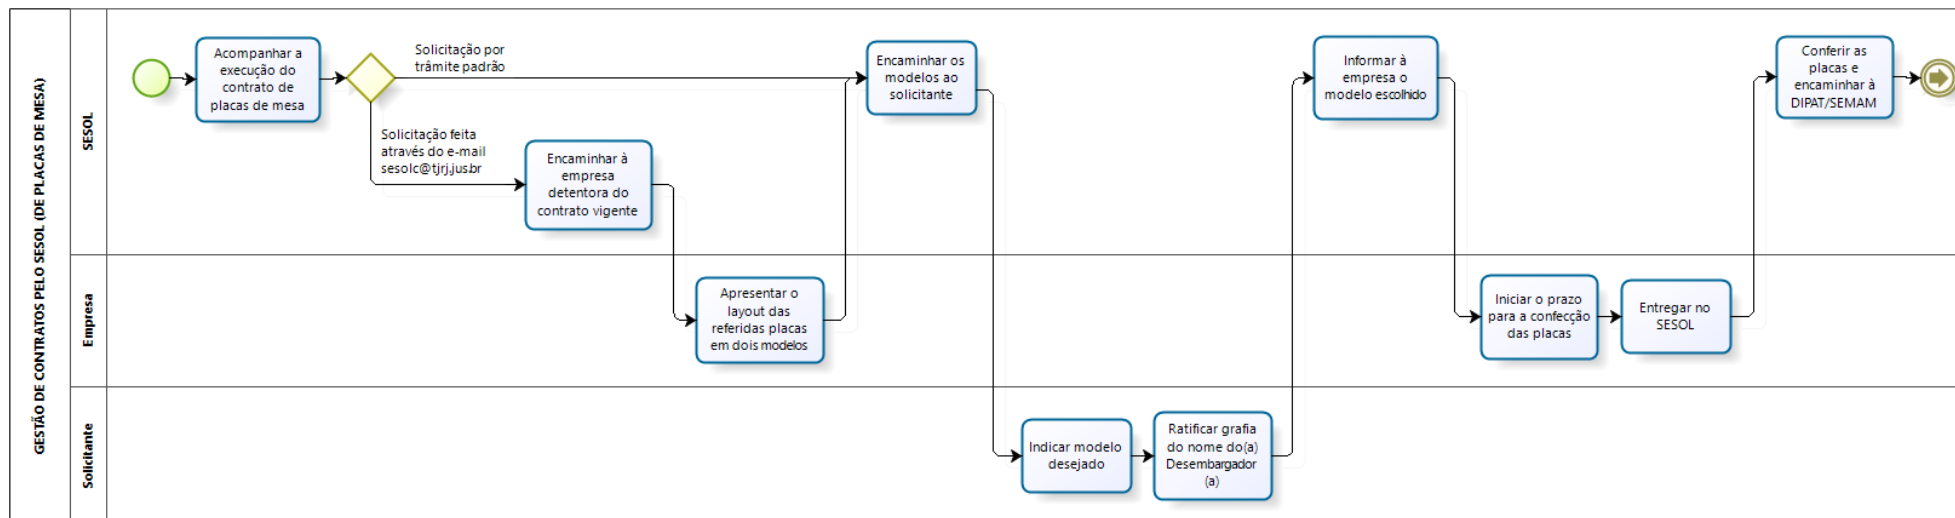 GESTÃO DE CONTRATOS PELO SESOL (DE PLACAS DE MESA)
SESOL
Acompanhar a
execução do
contrato de
placas de mesa
Solicitação por
trâmite padrão
Solicitação feita
através do e-mail
sesolc@tjrj.jus.br
Encaminhar à
empresa
detentora do
contrato vigente
Encaminhar os
modelos ao
solicitante
Informar à
empresa o
modelo escolhido
Conferir as
placas e
encaminhar à
DIPAT/SEMAM
Empresa
Apresentar o
layout das
referidas placas
em dois modelos
Iniciar o prazo
para a confecção
das placas
Entregar no
SESOL
Solicitante
Indicar modelo
desejado
Ratificar grafia
do nome do(a)
Desembargador
(a)